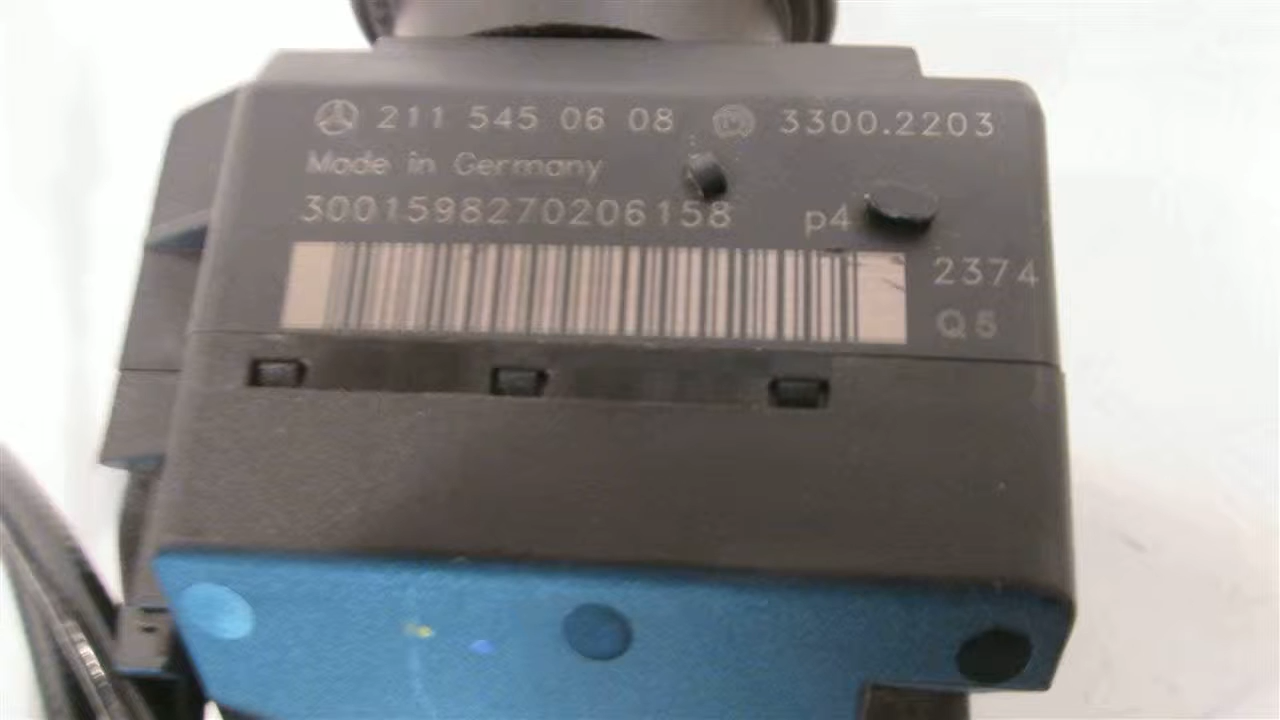 211 545 06 08 3300.2203
Made in Germany
3001598270206158 p4
2374
Q5